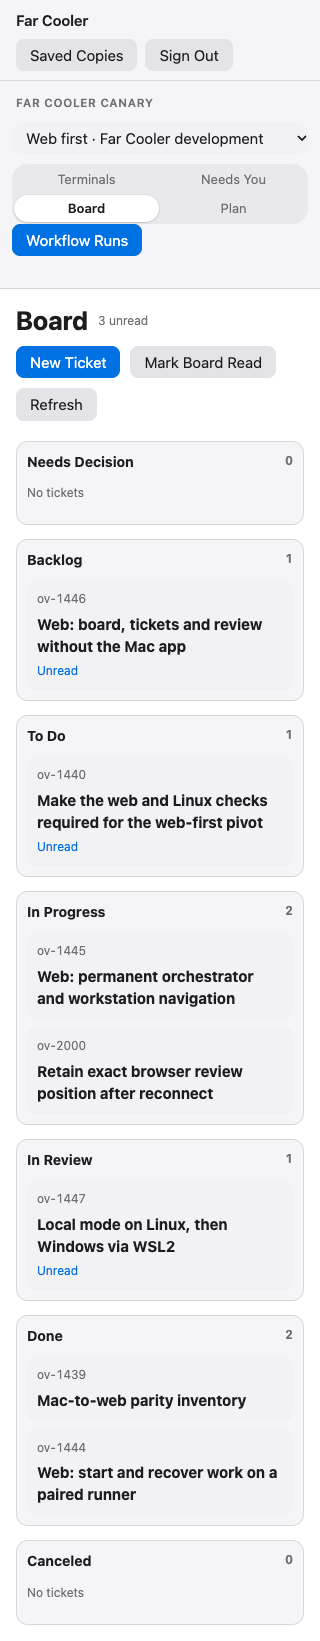 Far Cooler
Saved Copies
Sign Out
FAR COOLER CANARY
Web first · Far Cooler development
Terminals
Needs You
Board
Plan
Workflow Runs
Board
3 unread
New Ticket
Mark Board Read
Refresh
Needs Decision
0
No tickets
Backlog
1
ov-1446
Web: board, tickets and review
without the Mac app
Unread
To Do
1
ov-1440
Make the web and Linux checks
required for the web-first pivot
Unread
In Progress
2
ov-1445
Web: permanent orchestrator
and workstation navigation
ov-2000
Retain exact browser review
position after reconnect
In Review
1
ov-1447
Local mode on Linux, then
Windows via WSL2
Unread
Done
2
ov-1439
Mac-to-web parity inventory
ov-1444
Web: start and recover work on a
paired runner
Canceled
0
No tickets